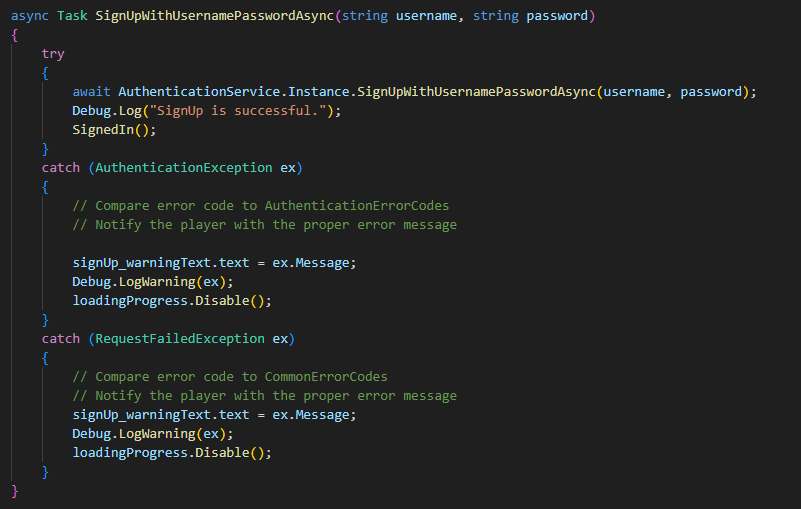 async Task SignUpWithUsernamePasswordAsync(string username, string password)
{
    try
    {
        await AuthenticationService.Instance.SignUpWithUsernamePasswordAsync(username, password);
        Debug.Log("SignUp is successful.");
        SignedIn();
    }
    catch (AuthenticationException ex)
    {
        // Compare error code to AuthenticationErrorCodes
        // Notify the player with the proper error message

        signUp_warningText.text = ex.Message;
        Debug.LogWarning(ex);
        loadingProgress.Disable();
    }
    catch (RequestFailedException ex)
    {
        // Compare error code to CommonErrorCodes
        // Notify the player with the proper error message
        signUp_warningText.text = ex.Message;
        Debug.LogWarning(ex);
        loadingProgress.Disable();
    }
}